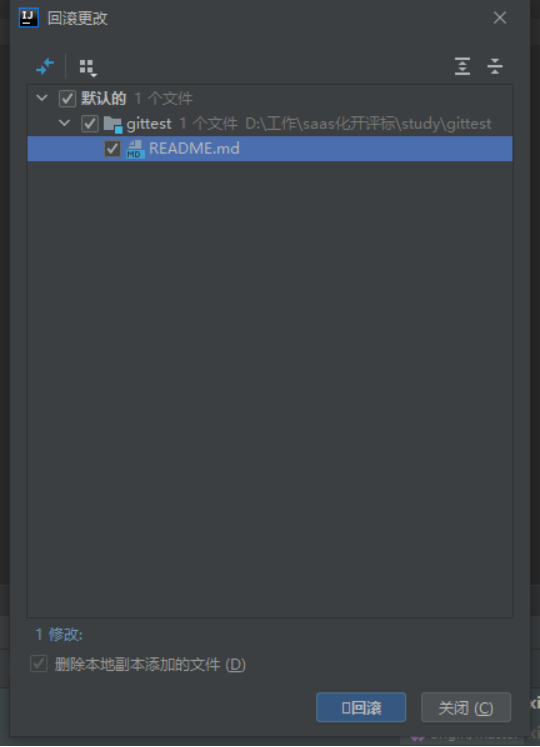 IJ
回滚更改
默认的 1 个文件
gittest 1 个文件 D:\工作\saas化开评标\study\gittest
MD README.md
1 修改:
删除本地副本添加的文件 (D)
回滚
关闭 (C)